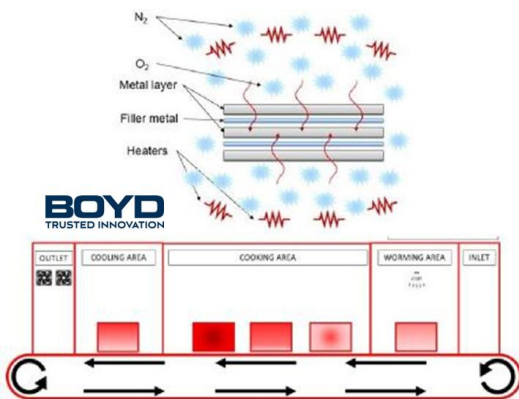 N2
O2
Metal layer
Filler metal
Heaters
BOYD
TRUSTED INNOVATION
OUTLET
COOLING AREA
COOKING AREA
WORMING AREA
INLET